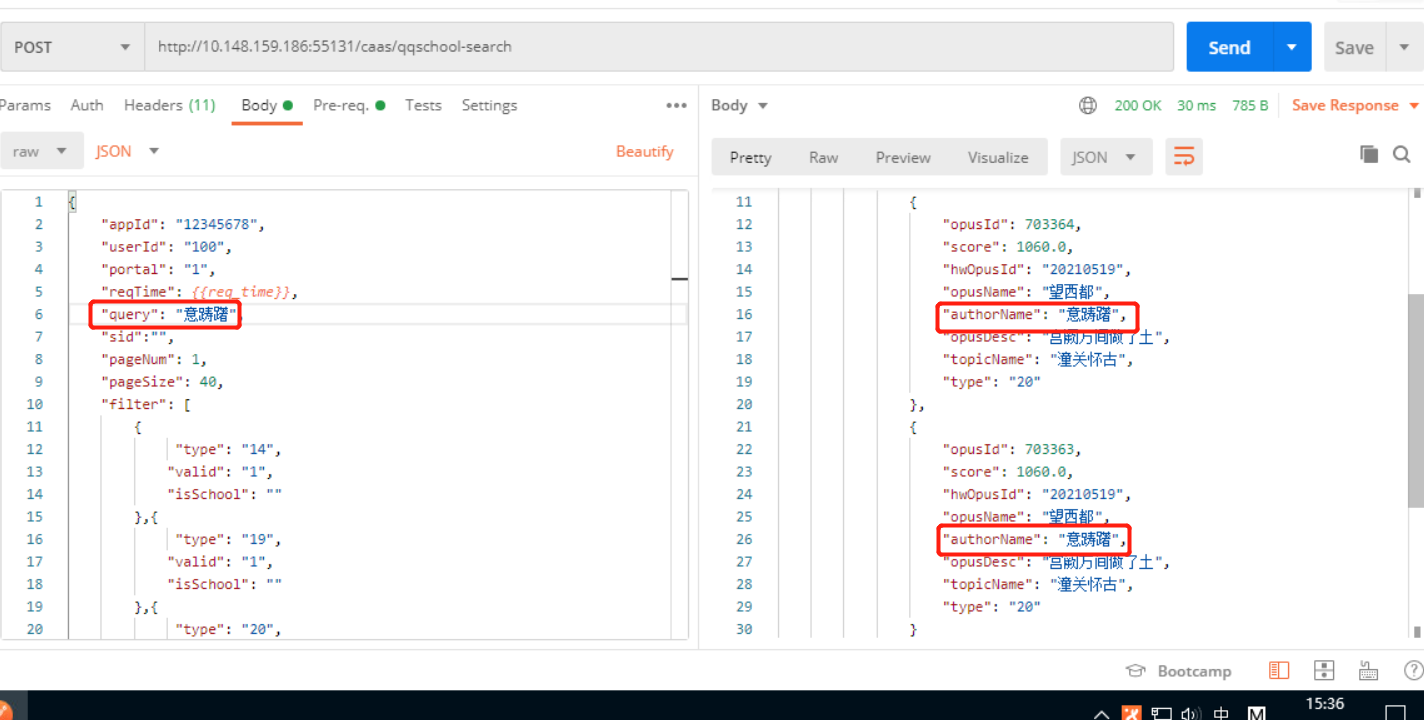 POST http://10.148.159.186:55131/caas/qqschool-search Send Save
Params Auth Headers (11) Body Pre-req. Tests Settings
raw JSON Beautify
1 {
2 "appId": "12345678",
3 "userId": "100",
4 "portal": "1",
5 "reqTime": {{req_time}},
6 "query": "意踌躇",
7 "sid":"",
8 "pageNum": 1,
9 "pageSize": 40,
10 "filter": [
11 {
12 "type": "14",
13 "valid": "1",
14 "isSchool": ""
15 },{
16 "type": "19",
17 "valid": "1",
18 "isSchool": ""
19 },{
20 "type": "20",
Body 200 OK 30 ms 785 B Save Response
Pretty Raw Preview Visualize JSON
11 {
12 "opusId": 703364,
13 "score": 1060.0,
14 "hwOpusId": "20210519",
15 "opusName": "望西都",
16 "authorName": "意踌躇",
17 "opusDesc": "宫阙万间做了土",
18 "topicName": "潼关怀古",
19 "type": "20"
20 },
21 {
22 "opusId": 703363,
23 "score": 1060.0,
24 "hwOpusId": "20210519",
25 "opusName": "望西都",
26 "authorName": "意踌躇",
27 "opusDesc": "宫阙万间做了土",
28 "topicName": "潼关怀古",
29 "type": "20"
30 }
Bootcamp
中 M 15:36